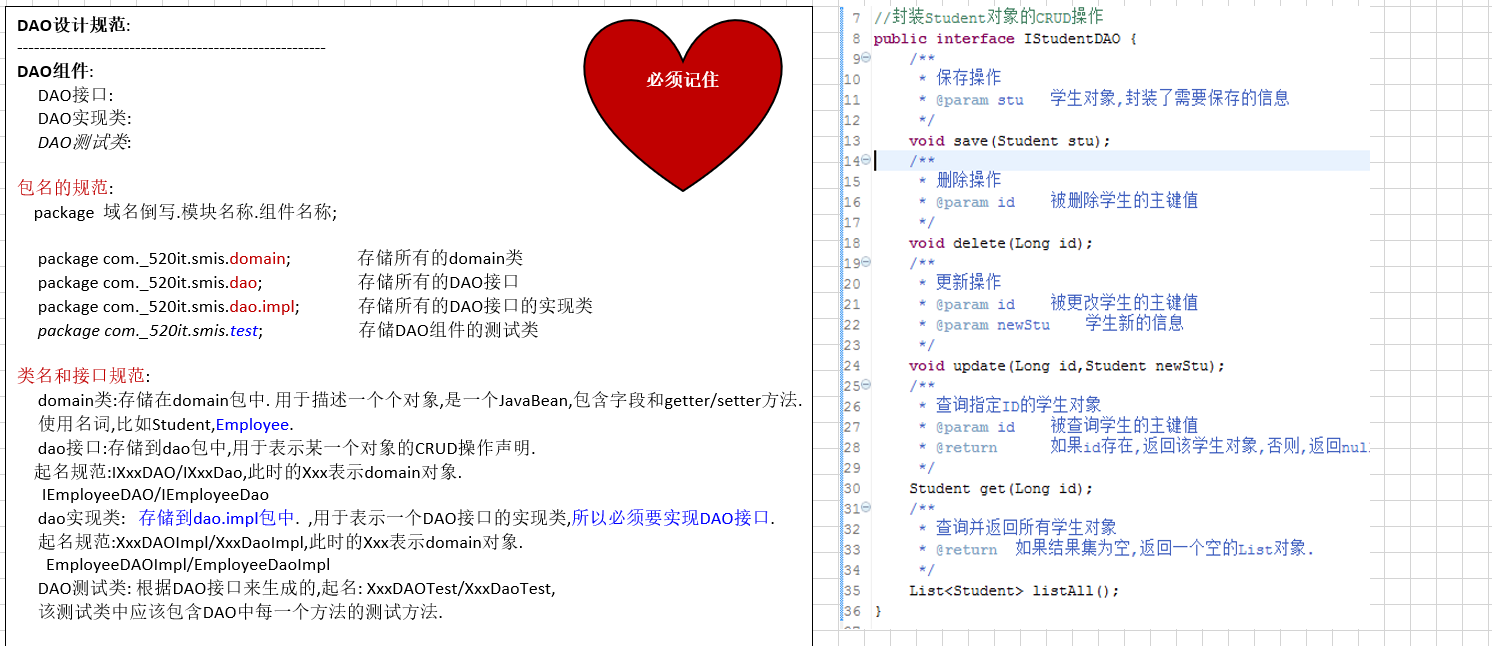 DAO设计规范:
-------------------------------------------------------
DAO组件:
DAO接口:
DAO实现类:
DAO测试类:
必须记住
包名的规范:
package 域名倒写.模块名称.组件名称;
package com._520it.smis.domain; 存储所有的domain类
package com._520it.smis.dao; 存储所有的DAO接口
package com._520it.smis.dao.impl; 存储所有的DAO接口的实现类
package com._520it.smis.test; 存储DAO组件的测试类
类名和接口规范:
domain类:存储在domain包中. 用于描述一个个对象,是一个JavaBean,包含字段和getter/setter方法.
使用名词,比如Student,Employee.
dao接口:存储到dao包中,用于表示某一个对象的CRUD操作声明.
起名规范:IXxxDAO/IXxxDao,此时的Xxx表示domain对象.
IEmployeeDAO/IEmployeeDao
dao实现类: 存储到dao.impl包中. ,用于表示一个DAO接口的实现类,所以必须要实现DAO接口.
起名规范:XxxDAOImpl/XxxDaoImpl,此时的Xxx表示domain对象.
EmployeeDAOImpl/EmployeeDaoImpl
DAO测试类: 根据DAO接口来生成的,起名: XxxDAOTest/XxxDaoTest,
该测试类中应该包含DAO中每一个方法的测试方法.
7 //封装Student对象的CRUD操作
8 public interface IStudentDAO {
9 /**
10 * 保存操作
11 * @param stu 学生对象,封装了需要保存的信息
12 */
13 void save(Student stu);
14 /**
15 * 删除操作
16 * @param id 被删除学生的主键值
17 */
18 void delete(Long id);
19 /**
20 * 更新操作
21 * @param id 被更改学生的主键值
22 * @param newStu 学生新的信息
23 */
24 void update(Long id,Student newStu);
25 /**
26 * 查询指定ID的学生对象
27 * @param id 被查询学生的主键值
28 * @return 如果id存在,返回该学生对象,否则,返回nul
29 */
30 Student get(Long id);
31 /**
32 * 查询并返回所有学生对象
33 * @return 如果结果集为空,返回一个空的List对象.
34 */
35 List<Student> listAll();
36 }